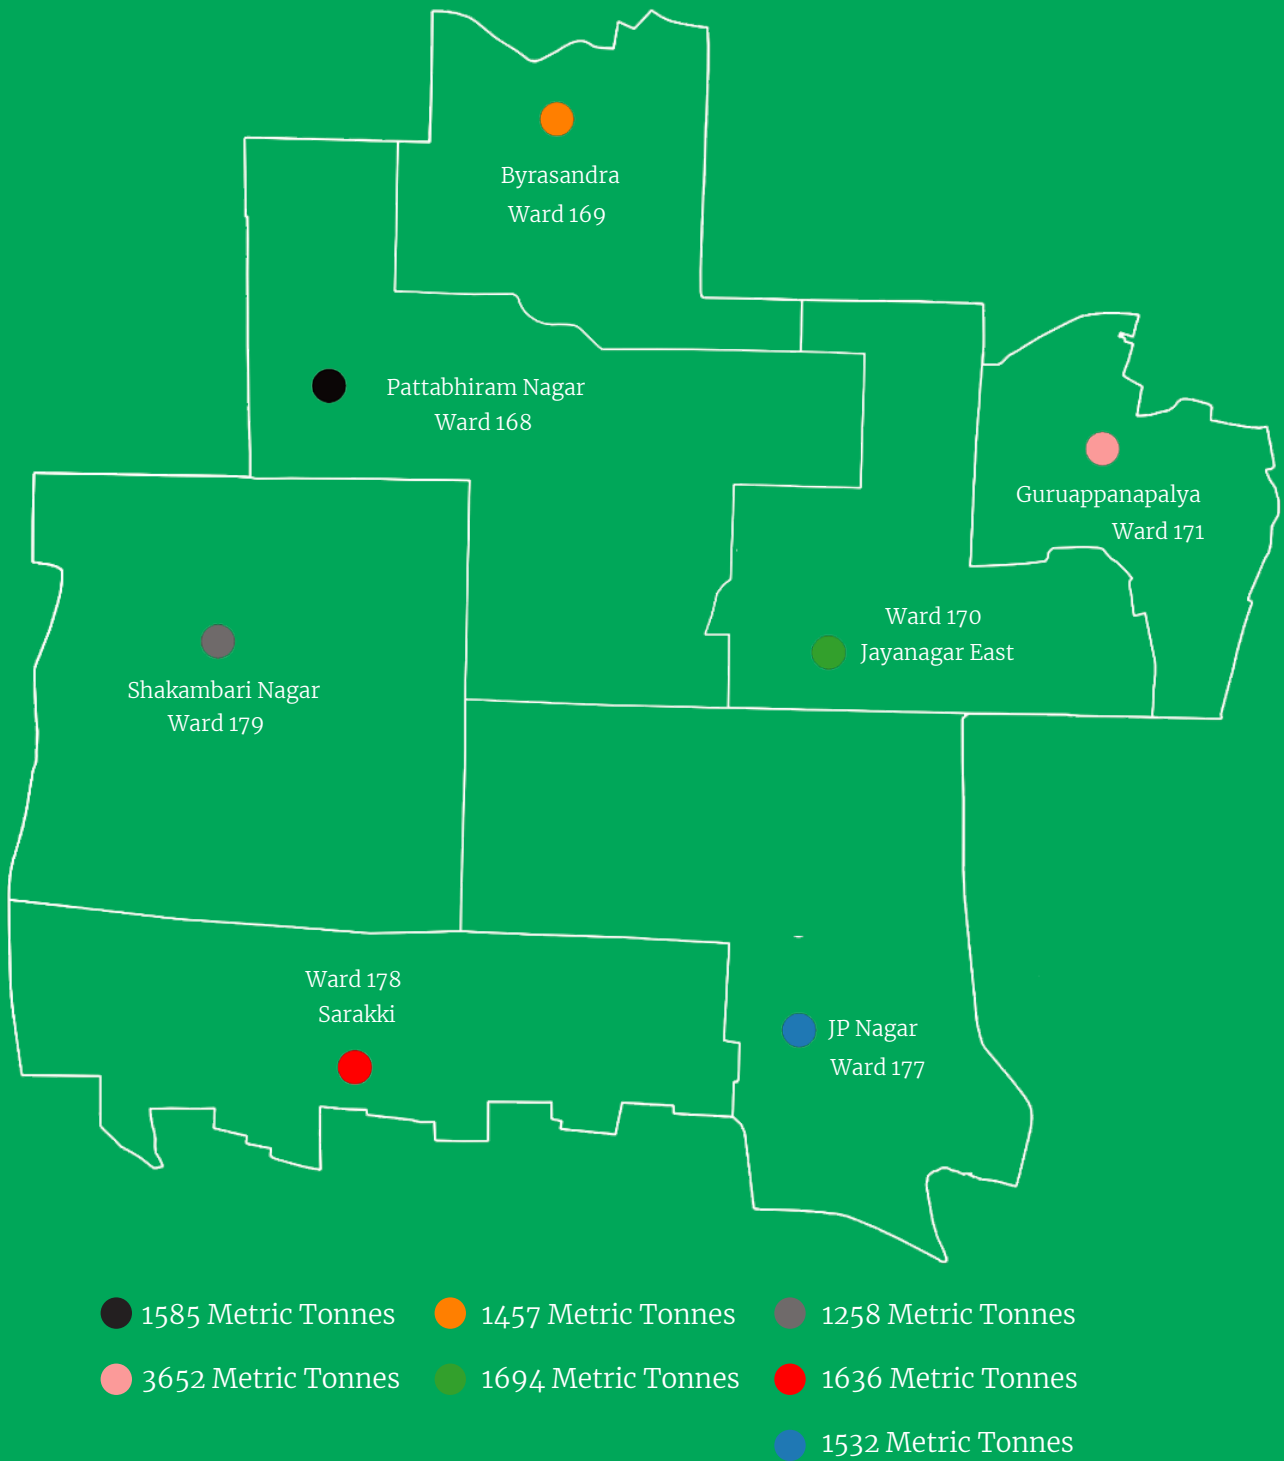 Byrasandra
Ward 169
Pattabhiram Nagar
Ward 168
Guruappanapalya
Ward 171
Ward 170
Jayanagar East
Shakambari Nagar
Ward 179
Ward 178
Sarakki
JP Nagar
Ward 177
1585 Metric Tonnes
1457 Metric Tonnes
1258 Metric Tonnes
3652 Metric Tonnes
1694 Metric Tonnes
1636 Metric Tonnes
1532 Metric Tonnes